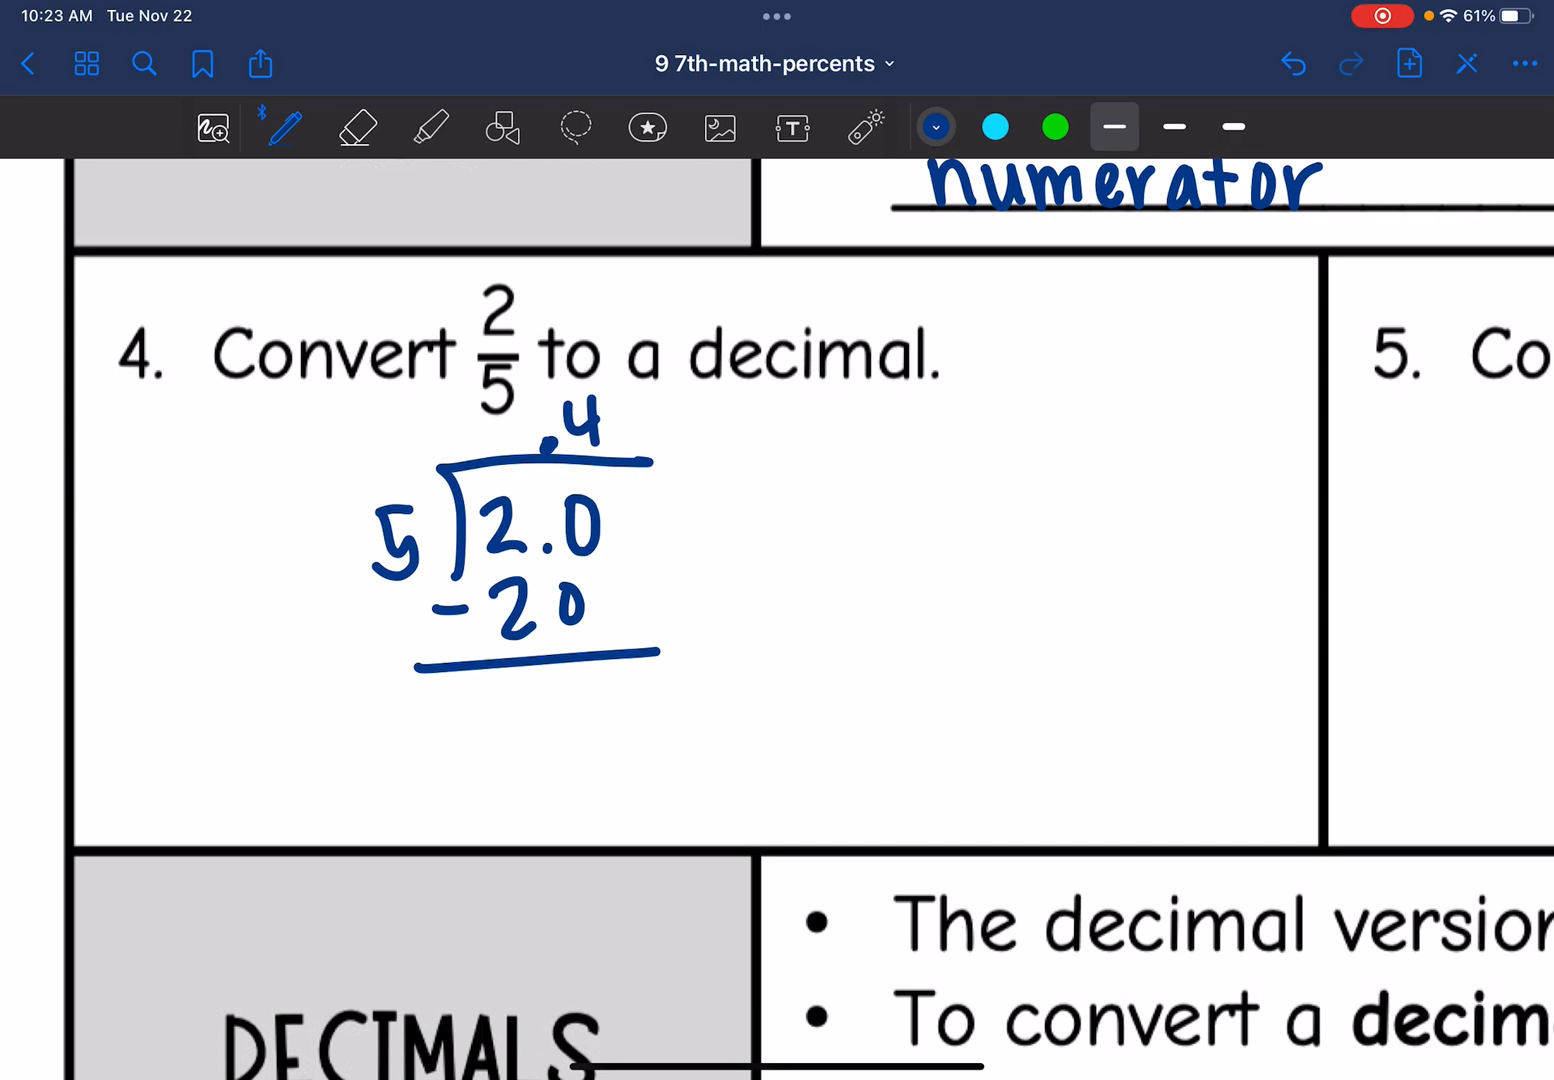 10:23 AM Tue Nov 22
61%
9 7th-math-percents
T
numerator
4. Convert 2/5 to a decimal.
5. Co
.4
5 2.0
- 20
DECIMALS
• The decimal version
• To convert a decim